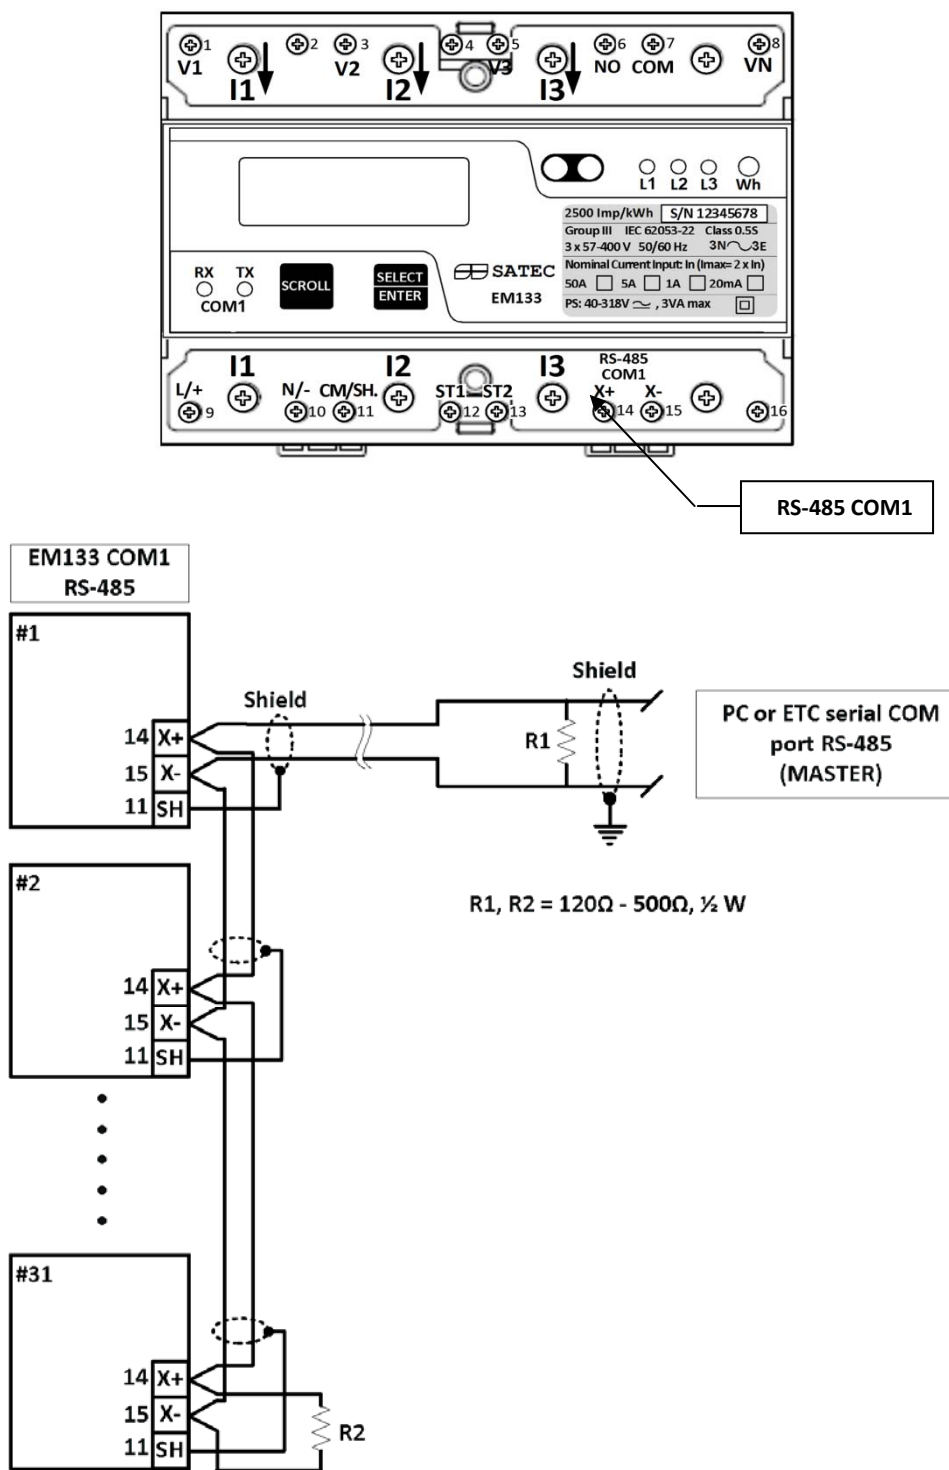 1 2 3 4 5 6 7 8
V1 V2 V3 NO COM VN
I1 I2 I3
L1 L2 L3 Wh
2500 Imp/kWh S/N 12345678
Group III IEC 62053-22 Class 0.5S
3 x 57-400 V 50/60 Hz 3N 3E
Nominal Current Input: In (Imax= 2 x In)
50A 5A 1A 20mA
PS: 40-318V , 3VA max
RX TX
COM1
SCROLL
SELECT
ENTER
SATEC
EM133
I1 I2 I3
RS-485
COM1
L/+ N/- CM/SH. ST1 ST2 X+ X-
9 10 11 12 13 14 15 16
RS-485 COM1
EM133 COM1
RS-485
#1
Shield
Shield
14 X+
15 X-
11 SH
R1
PC or ETC serial COM
port RS-485
(MASTER)
R1, R2 = 120Ω - 500Ω, ½ W
#2
14 X+
15 X-
11 SH
#31
14 X+
15 X-
11 SH
R2